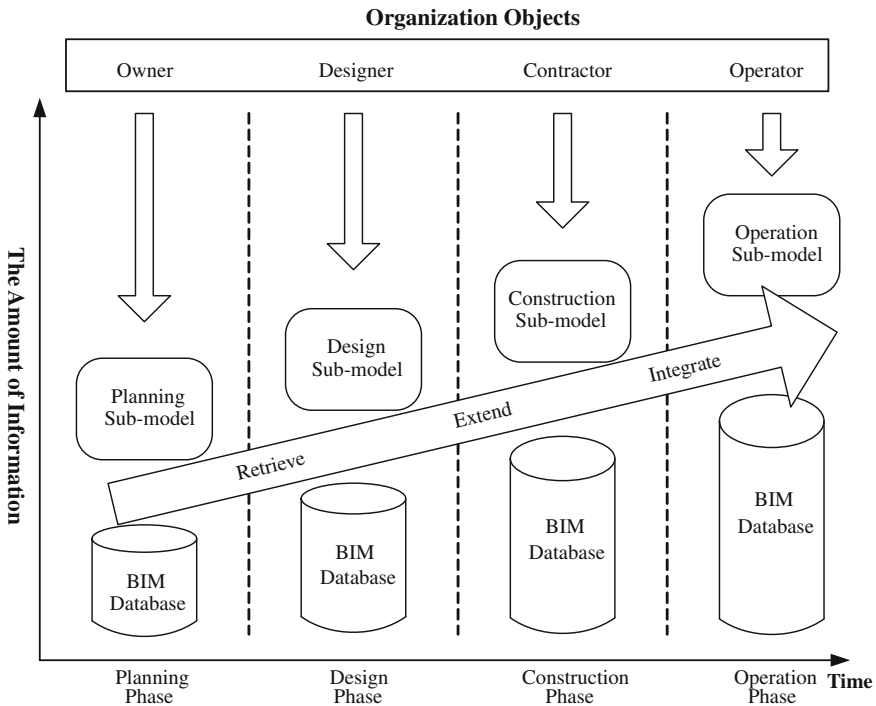 Organization Objects
Owner Designer Contractor Operator
The Amount of Information
Operation
Sub-model
Construction
Sub-model
Design
Sub-model
Planning
Sub-model
Retrieve Extend Integrate
BIM
Database
BIM
Database
BIM
Database
BIM
Database
Planning
Phase
Design
Phase
Construction
Phase
Operation
Phase
Time